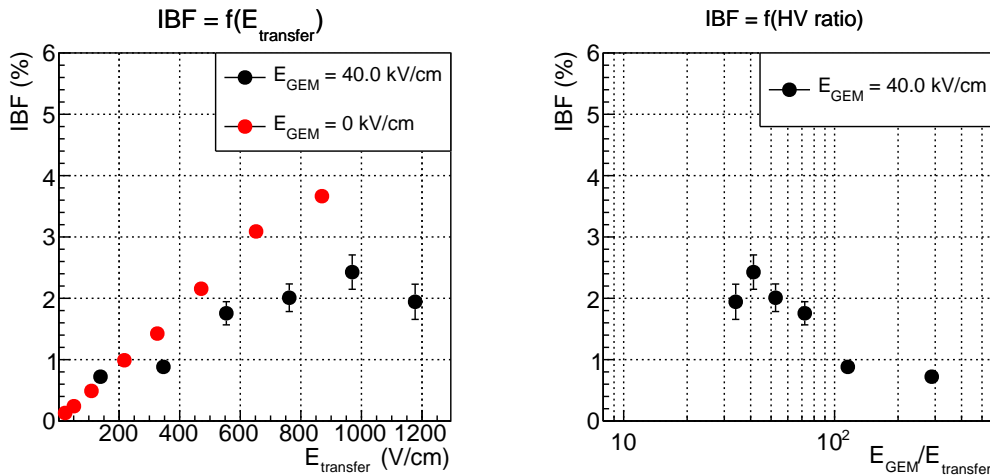 IBF = f(E_transfer)
IBF (%)
6
5
4
3
2
1
0
E_GEM = 40.0 kV/cm
E_GEM = 0 kV/cm
200 400 600 800 1000 1200
E_transfer (V/cm)
IBF = f(HV ratio)
IBF (%)
6
5
4
3
2
1
0
E_GEM = 40.0 kV/cm
10 10²
E_GEM/E_transfer